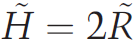 H̃ = 2R̃